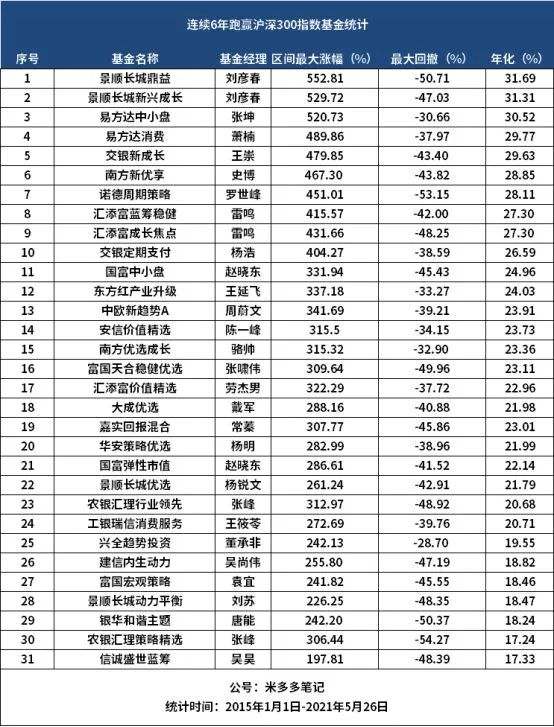 连续6年跑赢沪深300指数基金统计
序号 基金名称 基金经理 区间最大涨幅（%） 最大回撤（%） 年化（%）
1 景顺长城鼎益 刘彦春 552.81 -50.71 31.69
2 景顺长城新兴成长 刘彦春 529.72 -47.03 31.31
3 易方达中小盘 张坤 520.73 -30.66 30.52
4 易方达消费 萧楠 489.86 -37.97 29.77
5 交银新成长 王崇 479.85 -43.40 29.63
6 南方新优享 史博 467.30 -43.82 28.85
7 诺德周期策略 罗世峰 451.01 -53.15 28.11
8 汇添富蓝筹稳健 雷鸣 415.57 -42.00 27.30
9 汇添富成长焦点 雷鸣 431.66 -48.25 27.30
10 交银定期支付 杨浩 404.27 -38.59 26.59
11 国富中小盘 赵晓东 331.94 -45.43 24.96
12 东方红产业升级 王延飞 337.18 -33.27 24.03
13 中欧新趋势A 周蔚文 341.69 -39.21 23.91
14 安信价值精选 陈一峰 315.5 -34.15 23.73
15 南方优选成长 骆帅 315.32 -32.90 23.36
16 富国天合稳健优选 张啸伟 309.64 -49.96 23.11
17 汇添富价值精选 劳杰男 322.29 -37.72 22.96
18 大成优选 戴军 288.16 -40.88 21.98
19 嘉实回报混合 常蓁 307.77 -45.86 23.01
20 华安策略优选 杨明 282.99 -38.96 21.99
21 国富弹性市值 赵晓东 286.61 -41.52 22.14
22 景顺长城优选 杨锐文 261.24 -42.91 21.79
23 农银汇理行业领先 张峰 312.97 -48.92 20.68
24 工银瑞信消费服务 王筱苓 272.69 -39.76 20.71
25 兴全趋势投资 董承非 242.13 -28.70 19.55
26 建信内生动力 吴尚伟 255.80 -47.19 18.82
27 富国宏观策略 袁宜 241.82 -45.55 18.46
28 景顺长城动力平衡 刘苏 226.25 -48.35 18.47
29 银华和谐主题 唐能 242.20 -50.37 18.24
30 农银汇理策略精选 张峰 306.44 -54.27 17.24
31 信诚盛世蓝筹 吴昊 197.81 -48.39 17.33
公号：米多多笔记
统计时间：2015年1月1日-2021年5月26日